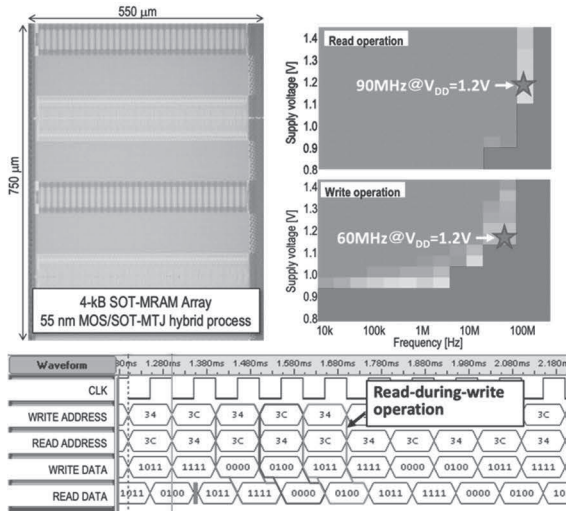 550 µm
750 µm
4-kB SOT-MRAM Array
55 nm MOS/SOT-MTJ hybrid process
Supply voltage [V]
1.4
1.3
1.2
1.1
1.0
0.9
0.8
Read operation
90MHz@VDD=1.2V
Supply voltage [V]
1.4
1.3
1.2
1.1
1.0
0.9
0.8
Write operation
60MHz@VDD=1.2V
10k 100k 1M 10M 100M
Frequency [Hz]
Waveform 1.280ms 1.380ms 1.480ms 1.580ms 1.680ms 1.780ms 1.880ms 1.980ms 2.080ms 2.180m
CLK
Read-during-write
operation
WRITE ADDRESS 34 3C 34 3C 34 3C
READ ADDRESS 3C 34 3C 34 3C 34 3C 34 3C 34
WRITE DATA 1011 1111 0000 0100 1011 1111 0000 0100 1011 1111
READ DATA 1011 0100 1011 1111 0000 0100 1011 1111 0000 0100